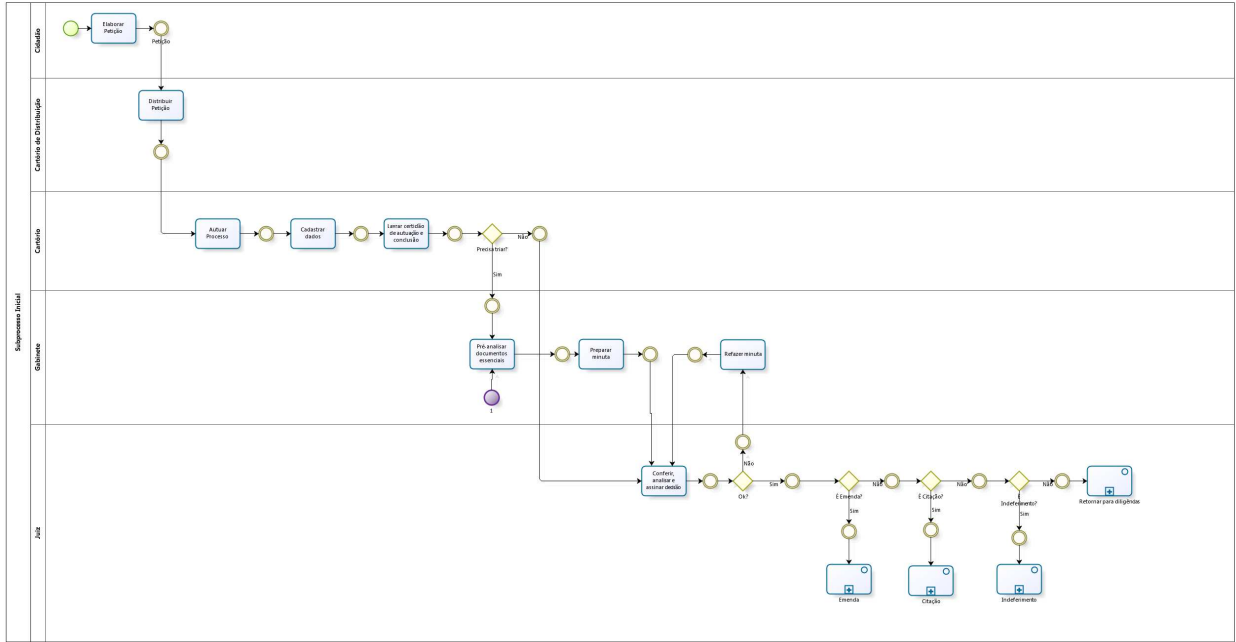 Subprocesso Inicial
Cidadão
Elaborar
Petição
Petição
Cartório de Distribuição
Distribuir
Petição
Cartório
Autuar
Processo
Cadastrar
dados
Lavrar certidão
de autuação e
conclusão
Precisa triar?
Não
Sim
Gabinete
Pré-analisar
documentos
essenciais
1
Preparar
minuta
Refazer minuta
Juiz
Conferir,
analisar e
assinar decisão
Não
Ok?
Sim
É Emenda?
Não
Sim
Emenda
É Citação?
Não
Sim
Citação
É
Indeferimento?
Não
Sim
Indeferimento
Retornar para diligências